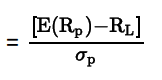 = [E(Rp)−RL]
σp